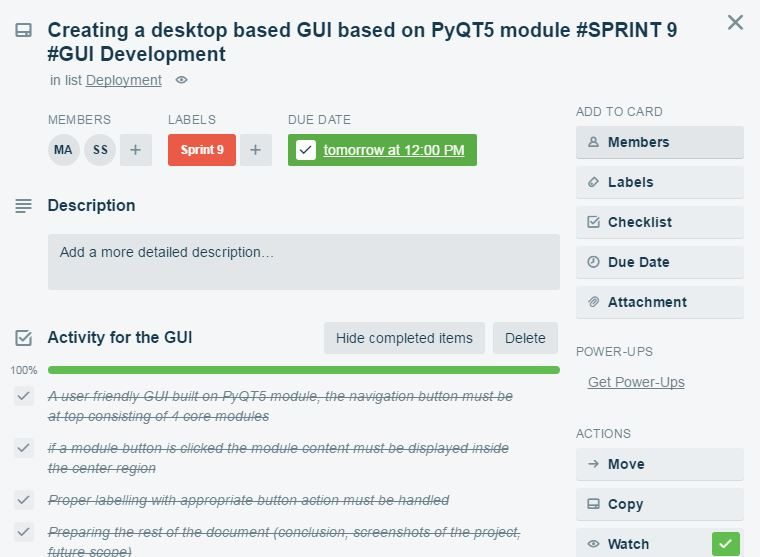 Creating a desktop based GUI based on PyQT5 module #SPRINT 9
#GUI Development
in list Deployment
MEMBERS
LABELS
DUE DATE
MA
SS
+
Sprint 9
+
tomorrow at 12:00 PM
Description
Add a more detailed description…
Activity for the GUI
Hide completed items
Delete
100%
A user friendly GUI built on PyQT5 module, the navigation button must be
at top consisting of 4 core modules
if a module button is clicked the module content must be displayed inside
the center region
Proper labelling with appropriate button action must be handled
Preparing the rest of the document (conclusion, screenshots of the project,
future scope)
ADD TO CARD
Members
Labels
Checklist
Due Date
Attachment
POWER-UPS
Get Power-Ups
ACTIONS
Move
Copy
Watch